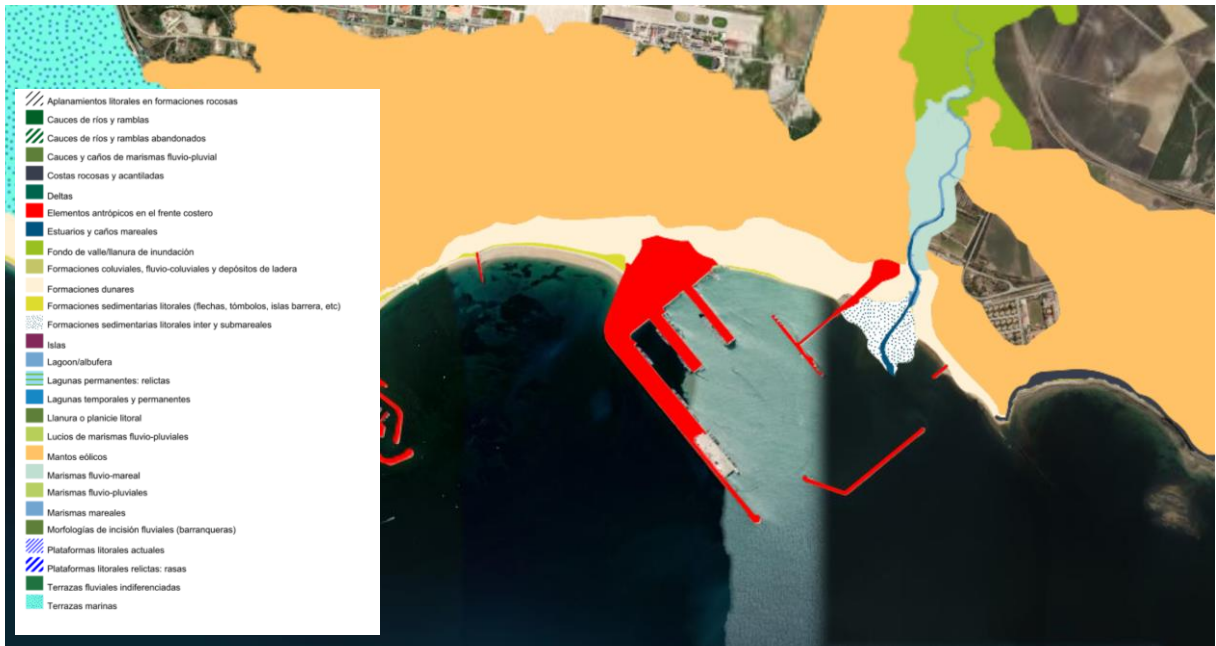 Aplanamientos litorales en formaciones rocosas
Cauces de ríos y ramblas
Cauces de ríos y ramblas abandonados
Cauces y caños de marismas fluvio-pluvial
Costas rocosas y acantiladas
Deltas
Elementos antrópicos en el frente costero
Estuarios y caños mareales
Fondo de valle/llanura de inundación
Formaciones coluviales, fluvio-coluviales y depósitos de ladera
Formaciones dunares
Formaciones sedimentarias litorales (flechas, tómbolos, islas barrera, etc)
Formaciones sedimentarias litorales inter y submareales
Islas
Lagoon/albufera
Lagunas permanentes: relictas
Lagunas temporales y permanentes
Llanura o planicie litoral
Lucios de marismas fluvio-pluviales
Mantos eólicos
Marismas fluvio-mareal
Marismas fluvio-pluviales
Marismas mareales
Morfologías de incisión fluviales (barranqueras)
Plataformas litorales actuales
Plataformas litorales relictas: rasas
Terrazas fluviales indiferenciadas
Terrazas marinas